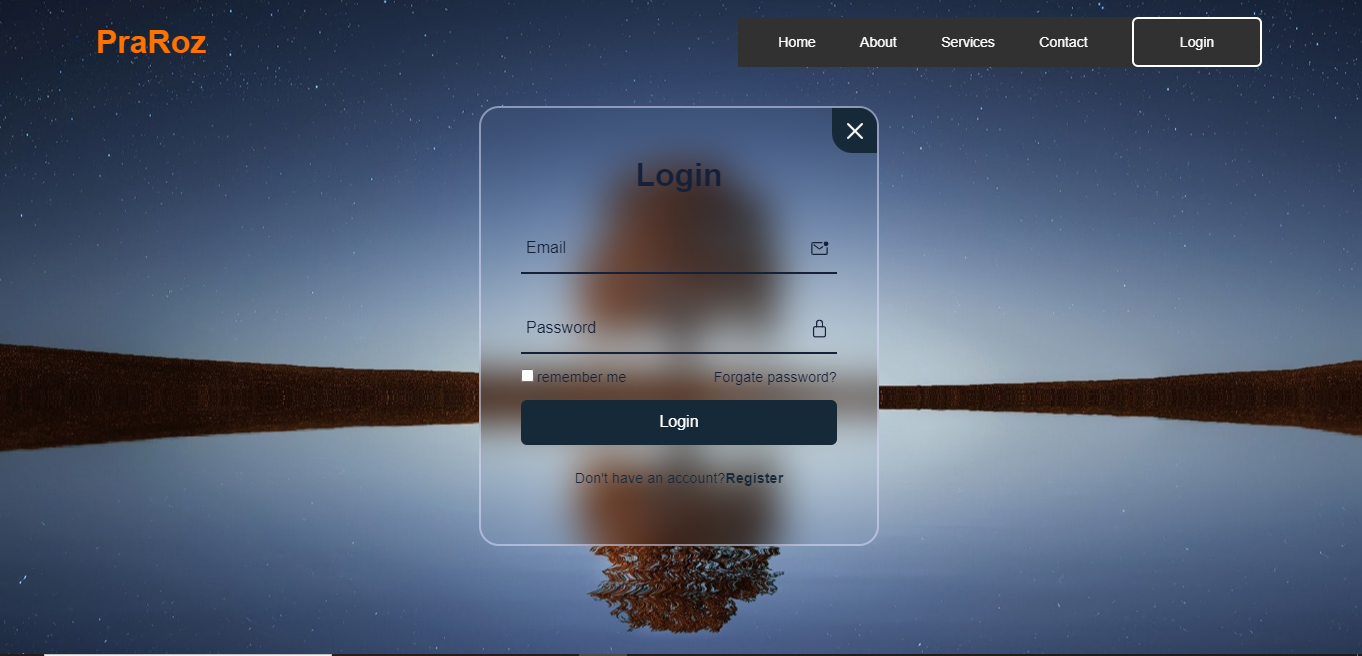 PraRoz
Home About Services Contact Login
Login
Email
Password
remember me Forgate password?
Login
Don't have an account?Register